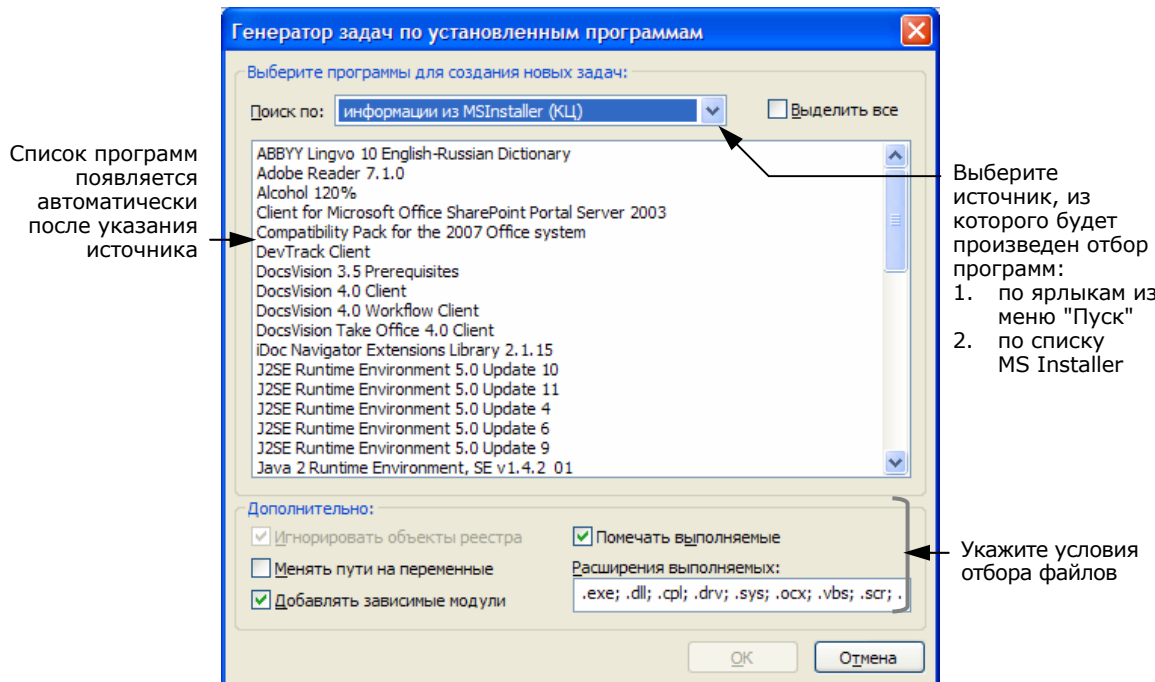 Генератор задач по установленным программам
Выберите программы для создания новых задач:
Поиск по:
информации из MSInstaller (КЦ)
Выделить все
ABBYY Lingvo 10 English-Russian Dictionary
Adobe Reader 7.1.0
Alcohol 120%
Client for Microsoft Office SharePoint Portal Server 2003
Compatibility Pack for the 2007 Office system
DevTrack Client
DocsVision 3.5 Prerequisites
DocsVision 4.0 Client
DocsVision 4.0 Workflow Client
DocsVision Take Office 4.0 Client
iDoc Navigator Extensions Library 2.1.15
J2SE Runtime Environment 5.0 Update 10
J2SE Runtime Environment 5.0 Update 11
J2SE Runtime Environment 5.0 Update 4
J2SE Runtime Environment 5.0 Update 6
J2SE Runtime Environment 5.0 Update 9
Java 2 Runtime Environment, SE v1.4.2_01
Список программ
появляется
автоматически
после указания
источника
Выберите
источник, из
которого будет
произведен отбор
программ:
1. по ярлыкам из
меню "Пуск"
2. по списку
MS Installer
Дополнительно:
Игнорировать объекты реестра
Помечать выполняемые
Менять пути на переменные
Расширения выполняемых:
Добавлять зависимые модули
.exe; .dll; .cpl; .drv; .sys; .ocx; .vbs; .scr; .
Укажите условия
отбора файлов
OK
Отмена